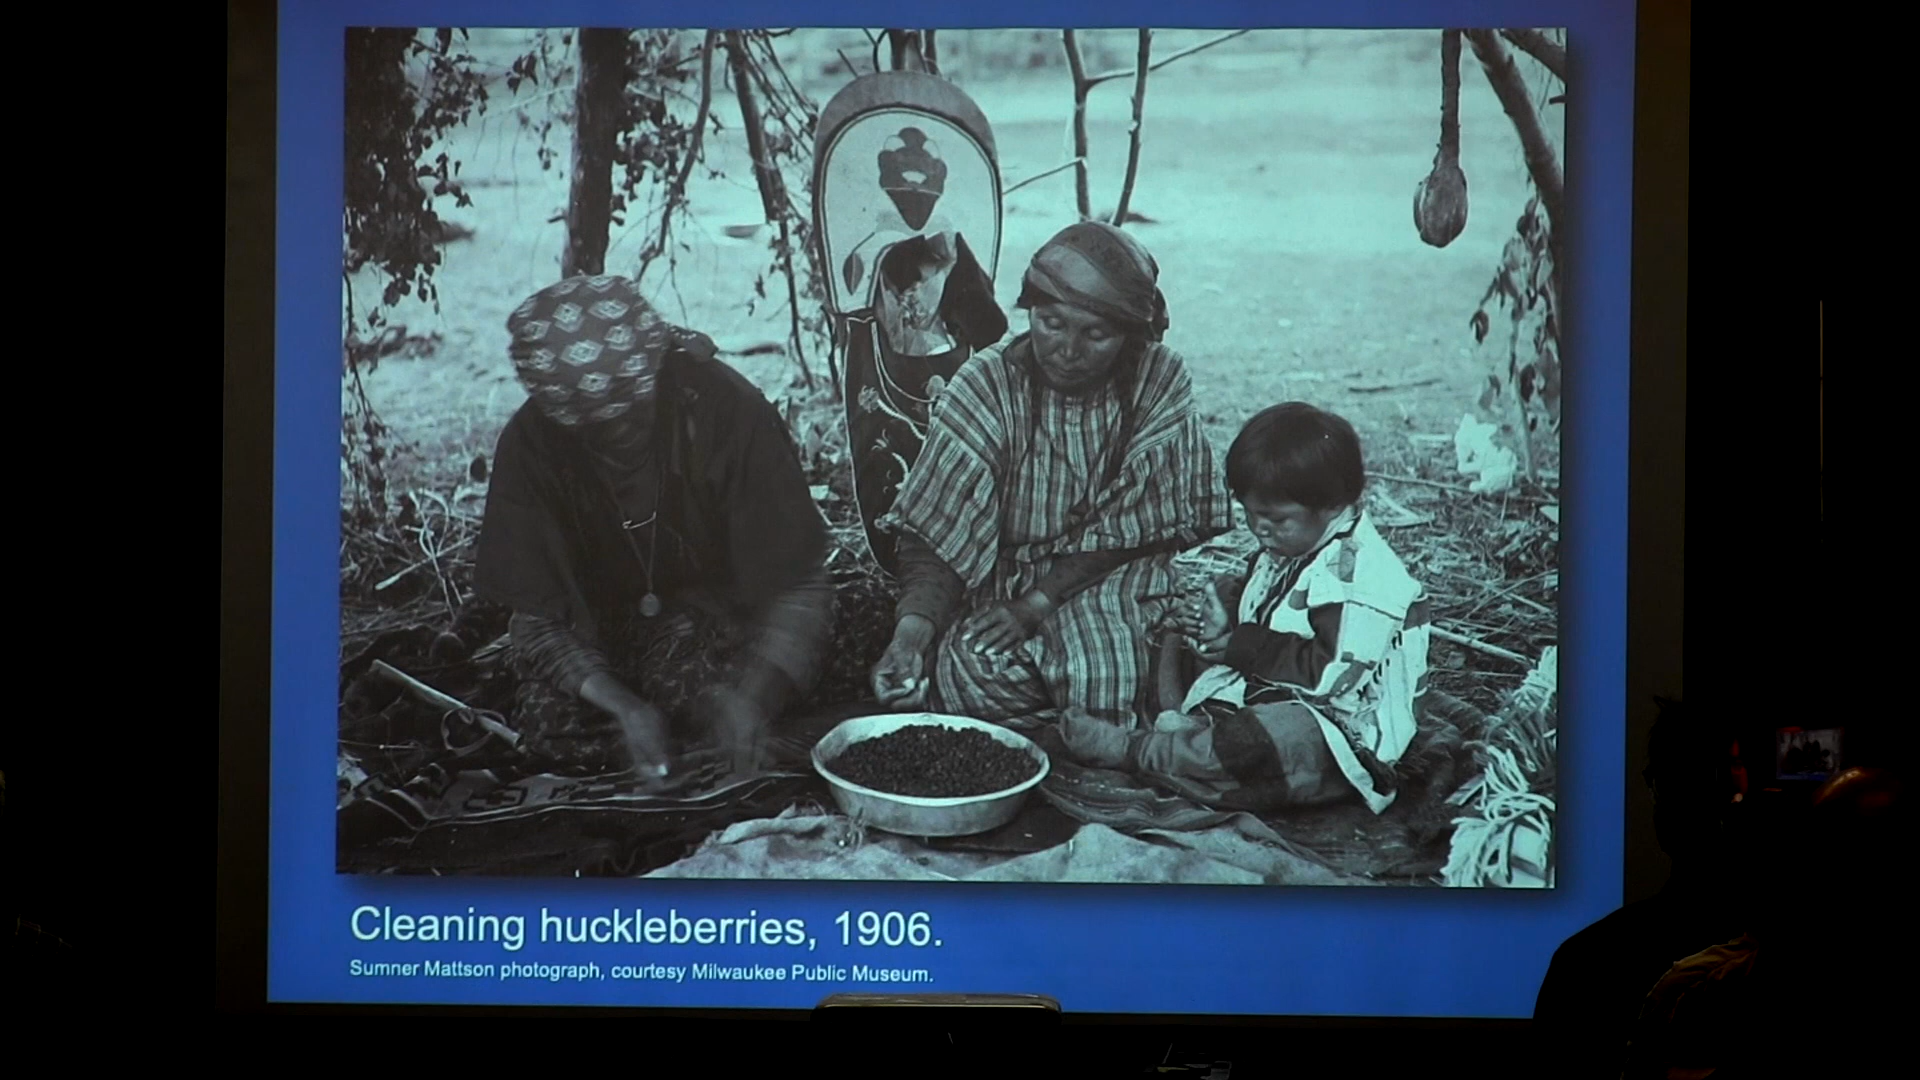 Cleaning huckleberries, 1906.
Sumner Mattson photograph, courtesy Milwaukee Public Museum.